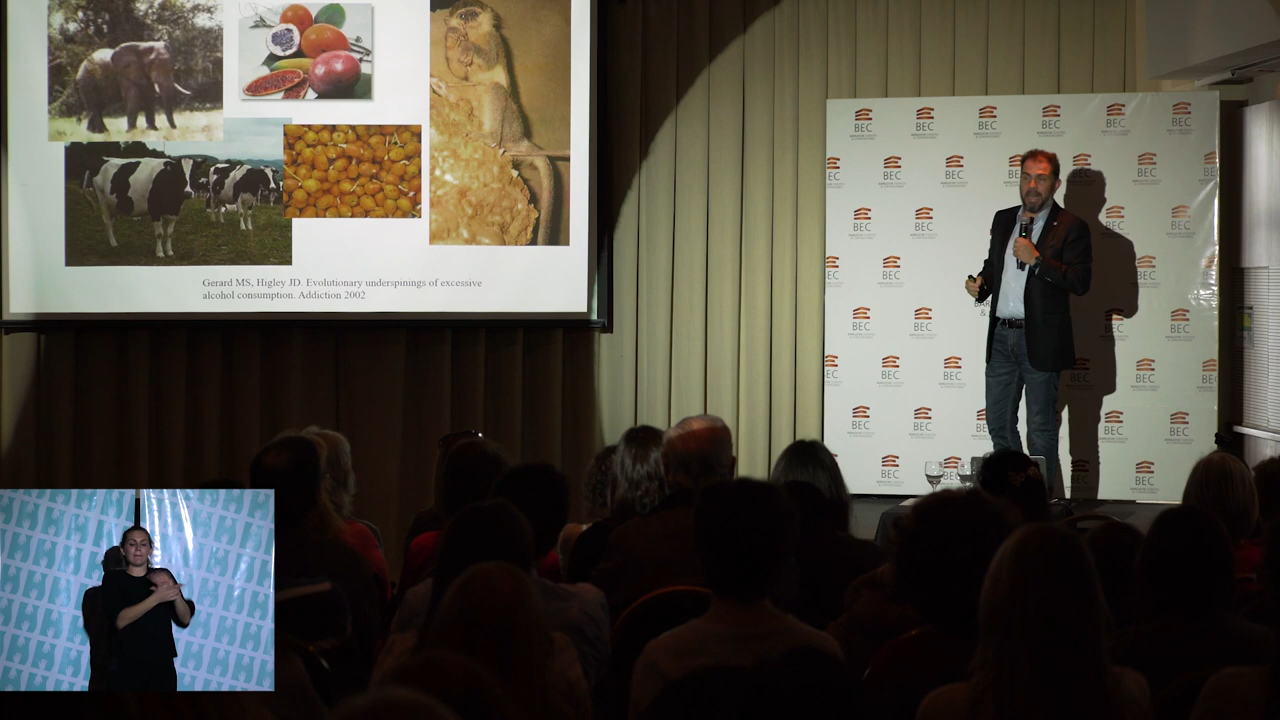 Gerard MS, Higley JD. Evolutionary underspinings of excessive
alcohol consumption. Addiction 2002
BEC